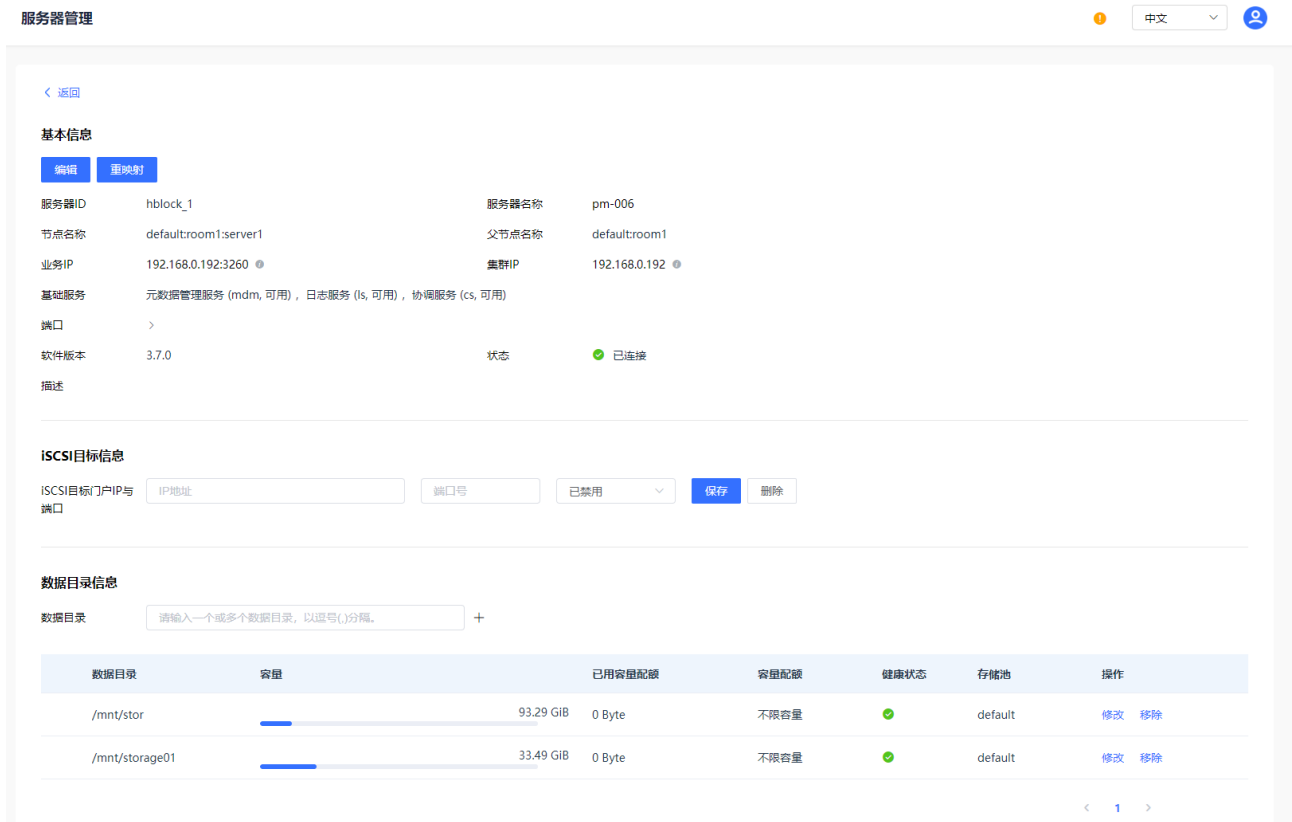 服务器管理
中文
返回
基本信息
编辑 重映射
服务器ID hblock_1 服务器名称 pm-006
节点名称 default:room1:server1 父节点名称 default:room1
业务IP 192.168.0.192:3260 集群IP 192.168.0.192
基础服务 元数据管理服务 (mdm, 可用) ，日志服务 (ls, 可用) ，协调服务 (cs, 可用)
端口
软件版本 3.7.0 状态 已连接
描述
iSCSI目标信息
iSCSI目标门户IP与 IP地址 端口号 已禁用 保存 删除
端口
数据目录信息
数据目录 请输入一个或多个数据目录，以逗号(,)分隔。
数据目录 容量 已用容量配额 容量配额 健康状态 存储池 操作
/mnt/stor 93.29 GiB 0 Byte 不限容量 default 修改 移除
/mnt/storage01 33.49 GiB 0 Byte 不限容量 default 修改 移除
1